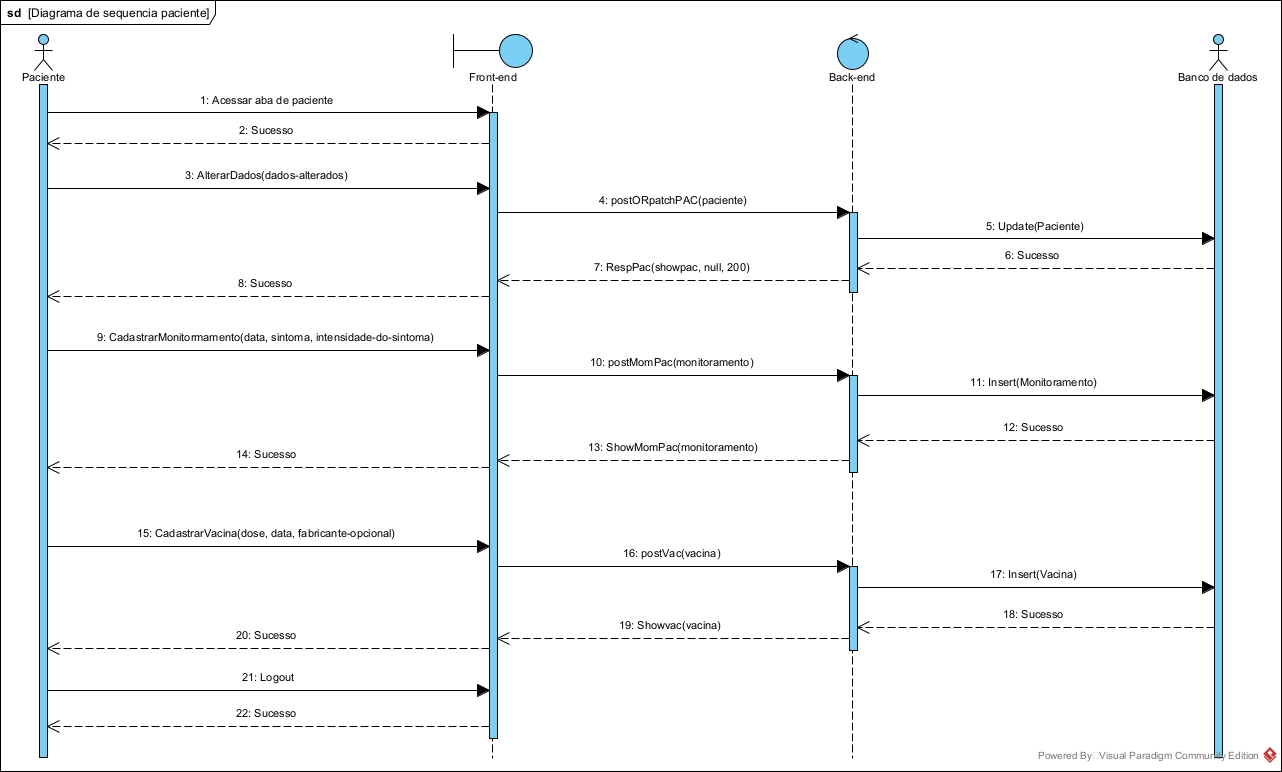 sd [Diagrama de sequencia paciente]
Paciente
Front-end
Back-end
Banco de dados
1: Acessar aba de paciente
2: Sucesso
3: AlterarDados(dados-alterados)
4: postORpatchPAC(paciente)
5: Update(Paciente)
6: Sucesso
7: RespPac(showpac, null, 200)
8: Sucesso
9: CadastrarMonitormamento(data, sintoma, intensidade-do-sintoma)
10: postMomPac(monitoramento)
11: Insert(Monitoramento)
12: Sucesso
13: ShowMomPac(monitoramento)
14: Sucesso
15: CadastrarVacina(dose, data, fabricante-opcional)
16: postVac(vacina)
17: Insert(Vacina)
18: Sucesso
19: Showvac(vacina)
20: Sucesso
21: Logout
22: Sucesso
Powered By Visual Paradigm Community Edition